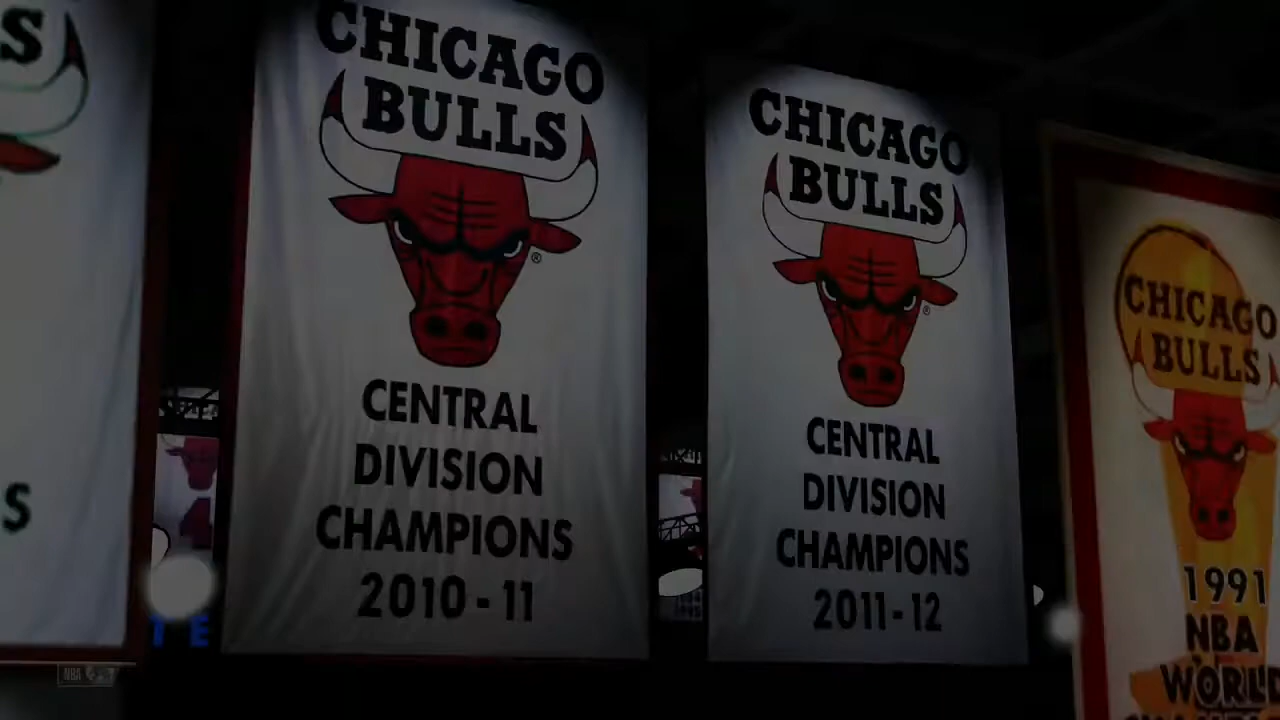 S
S
CHICAGO
BULLS
®
CENTRAL
DIVISION
CHAMPIONS
2010-11
CHICAGO
BULLS
®
CENTRAL
DIVISION
CHAMPIONS
2011-12
CHICAGO
BULLS
1991
NBA
WORLD
T E
NBA